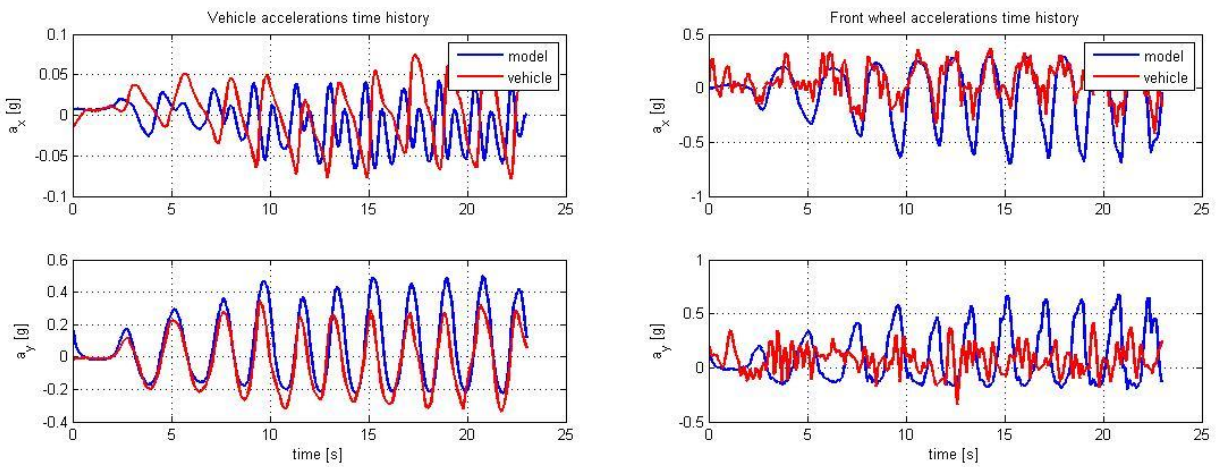 Vehicle accelerations time history
0.1
0.05
0
-0.05
-0.1
a_x [g]
0 5 10 15 20 25
model
vehicle
Front wheel accelerations time history
0.5
0
-0.5
-1
a_x [g]
0 5 10 15 20 25
model
vehicle
0.6
0.4
0.2
0
-0.2
-0.4
a_y [g]
0 5 10 15 20 25
time [s]
1
0.5
0
-0.5
a_y [g]
0 5 10 15 20 25
time [s]